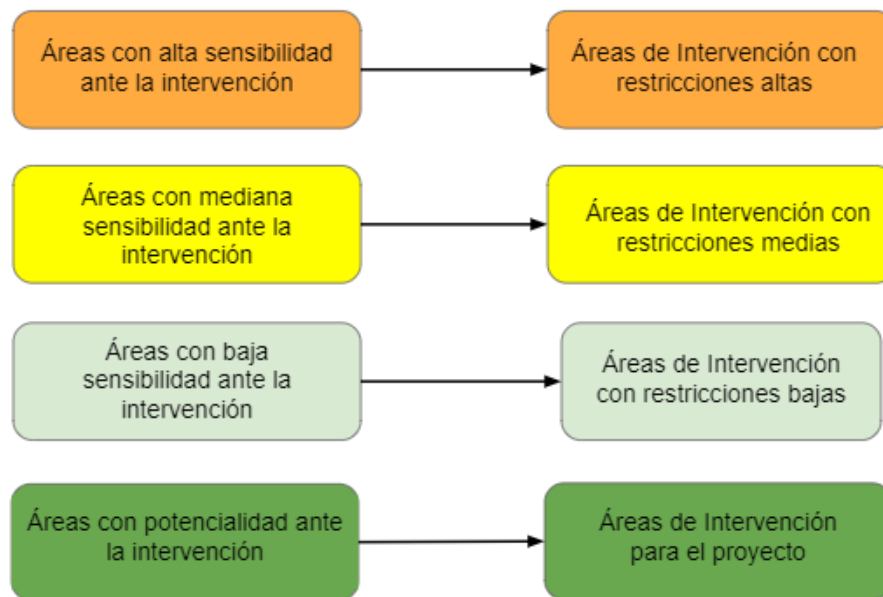 Áreas con alta sensibilidad
ante la intervención
Áreas de Intervención con
restricciones altas
Áreas con mediana
sensibilidad ante la
intervención
Áreas de Intervención con
restricciones medias
Áreas con baja
sensibilidad ante la
intervención
Áreas de Intervención
con restricciones bajas
Áreas con potencialidad ante
la intervención
Áreas de Intervención
para el proyecto